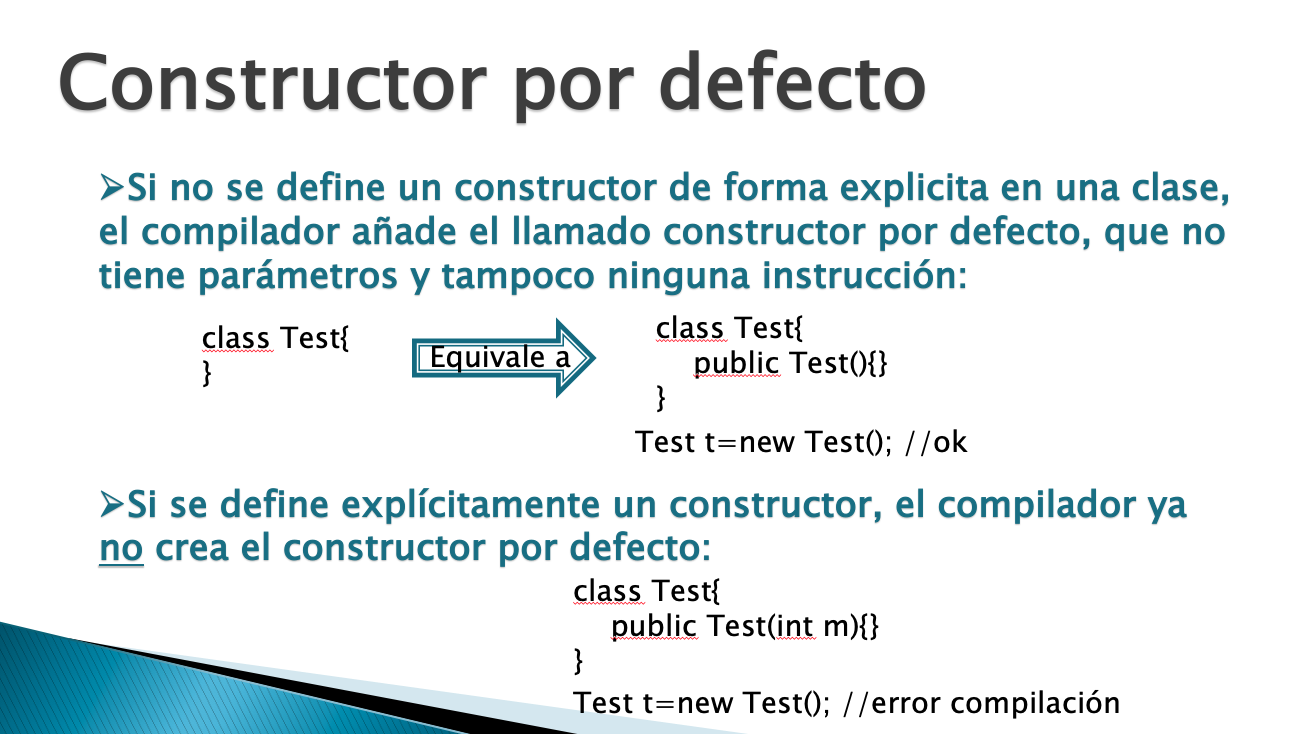 Constructor por defecto
➢Si no se define un constructor de forma explicita en una clase,
el compilador añade el llamado constructor por defecto, que no
tiene parámetros y tampoco ninguna instrucción:
class Test{
}
Equivale a
class Test{
public Test(){}
}
Test t=new Test(); //ok
➢Si se define explícitamente un constructor, el compilador ya
no crea el constructor por defecto:
class Test{
public Test(int m){}
}
Test t=new Test(); //error compilación